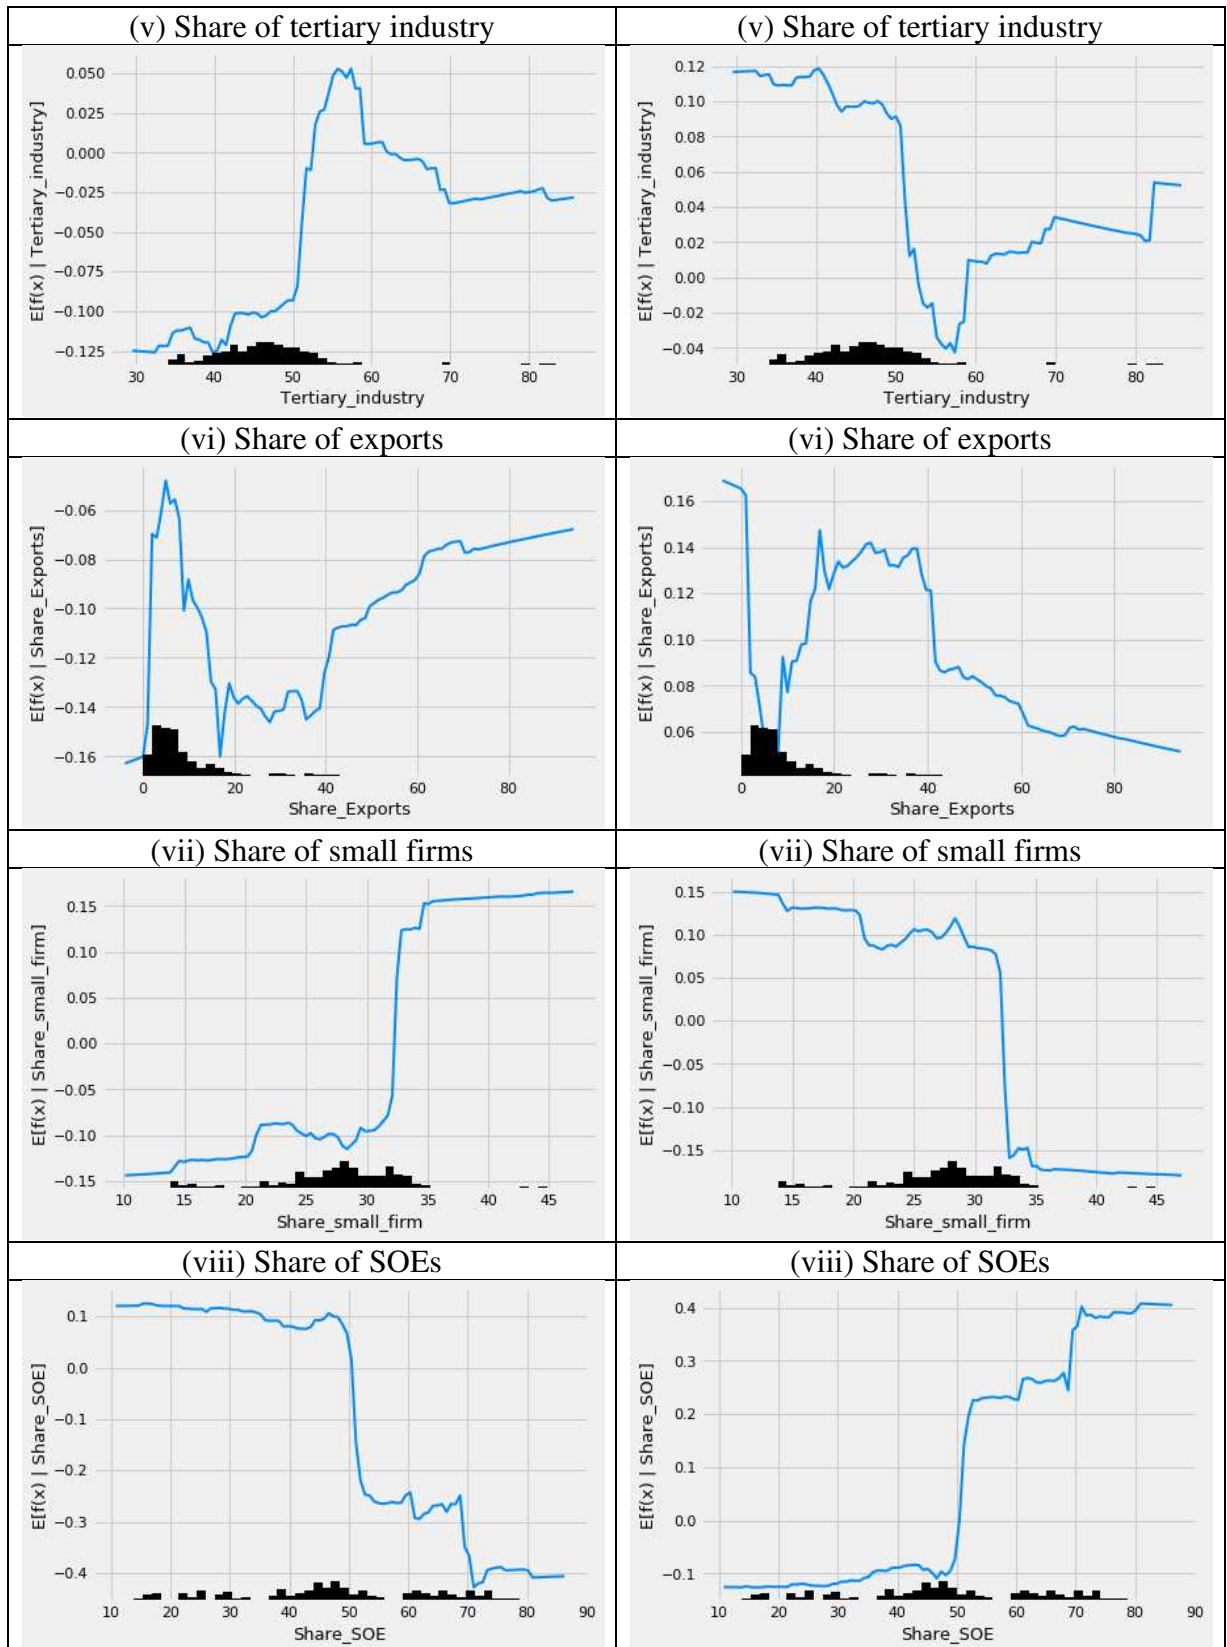 (v) Share of tertiary industry
(v) Share of tertiary industry
0.050
0.025
0.000
−0.025
−0.050
−0.075
−0.100
−0.125
E[f(x) | Tertiary_industry]
30 40 50 60 70 80
Tertiary_industry
0.12
0.10
0.08
0.06
0.04
0.02
0.00
−0.02
−0.04
E[f(x) | Tertiary_industry]
30 40 50 60 70 80
Tertiary_industry
(vi) Share of exports
(vi) Share of exports
−0.06
−0.08
−0.10
−0.12
−0.14
−0.16
E[f(x) | Share_Exports]
0 20 40 60 80
Share_Exports
0.16
0.14
0.12
0.10
0.08
0.06
E[f(x) | Share_Exports]
0 20 40 60 80
Share_Exports
(vii) Share of small firms
(vii) Share of small firms
0.15
0.10
0.05
0.00
−0.05
−0.10
−0.15
E[f(x) | Share_small_firm]
10 15 20 25 30 35 40 45
Share_small_firm
0.15
0.10
0.05
0.00
−0.05
−0.10
−0.15
E[f(x) | Share_small_firm]
10 15 20 25 30 35 40 45
Share_small_firm
(viii) Share of SOEs
(viii) Share of SOEs
0.1
0.0
−0.1
−0.2
−0.3
−0.4
E[f(x) | Share_SOE]
10 20 30 40 50 60 70 80 90
Share_SOE
0.4
0.3
0.2
0.1
0.0
−0.1
E[f(x) | Share_SOE]
10 20 30 40 50 60 70 80 90
Share_SOE